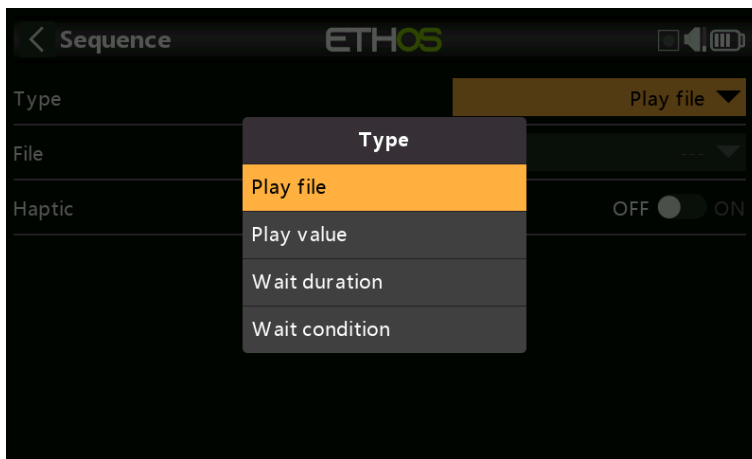 Sequence
ETHOS
Type
Play file
File
---
Haptic
OFF ON
Type
Play file
Play value
Wait duration
Wait condition